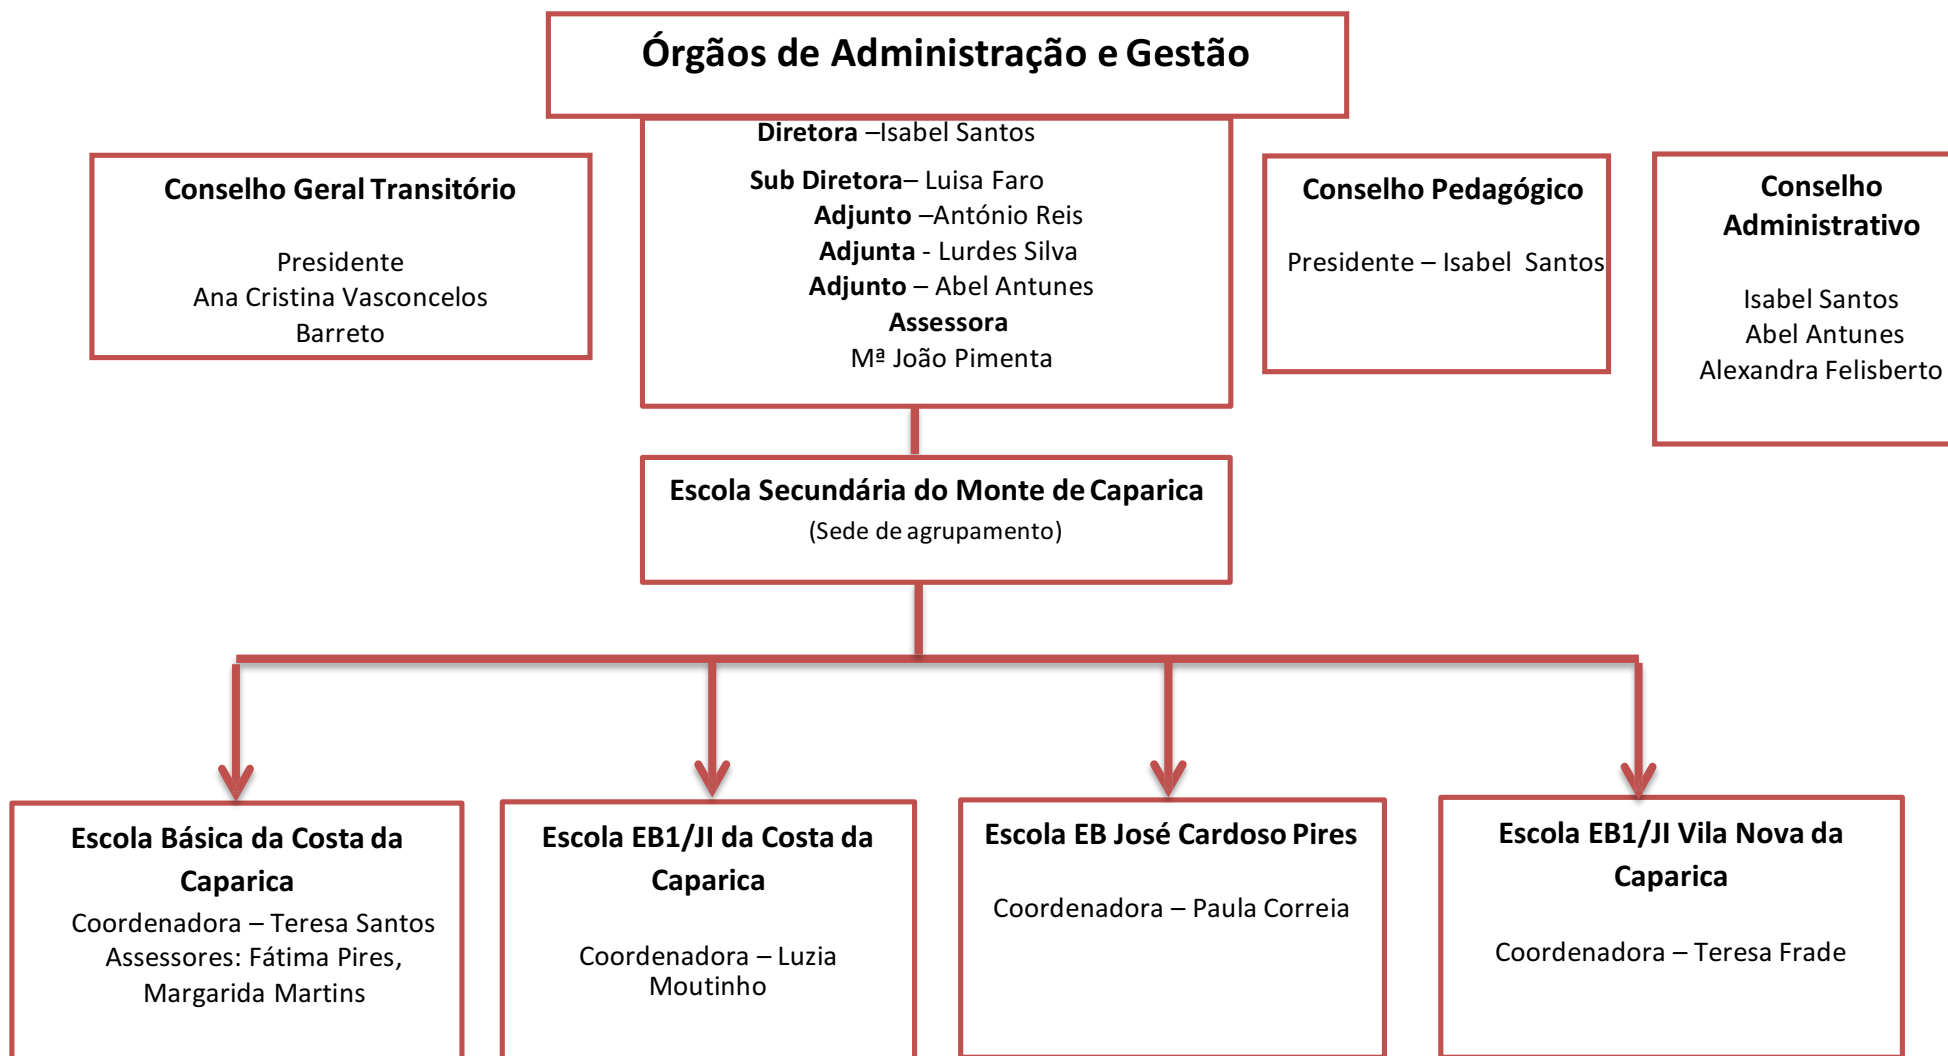 Órgãos de Administração e Gestão
Diretora –Isabel Santos
Sub Diretora– Luisa Faro
Adjunto –António Reis
Adjunta - Lurdes Silva
Adjunto – Abel Antunes
Assessora
Mª João Pimenta
Conselho Geral Transitório
Presidente
Ana Cristina Vasconcelos
Barreto
Conselho Pedagógico
Presidente – Isabel Santos
Conselho
Administrativo
Isabel Santos
Abel Antunes
Alexandra Felisberto
Escola Secundária do Monte de Caparica
(Sede de agrupamento)
Escola Básica da Costa da
Caparica
Coordenadora – Teresa Santos
Assessores: Fátima Pires,
Margarida Martins
Escola EB1/JI da Costa da
Caparica
Coordenadora – Luzia
Moutinho
Escola EB José Cardoso Pires
Coordenadora – Paula Correia
Escola EB1/JI Vila Nova da
Caparica
Coordenadora – Teresa Frade